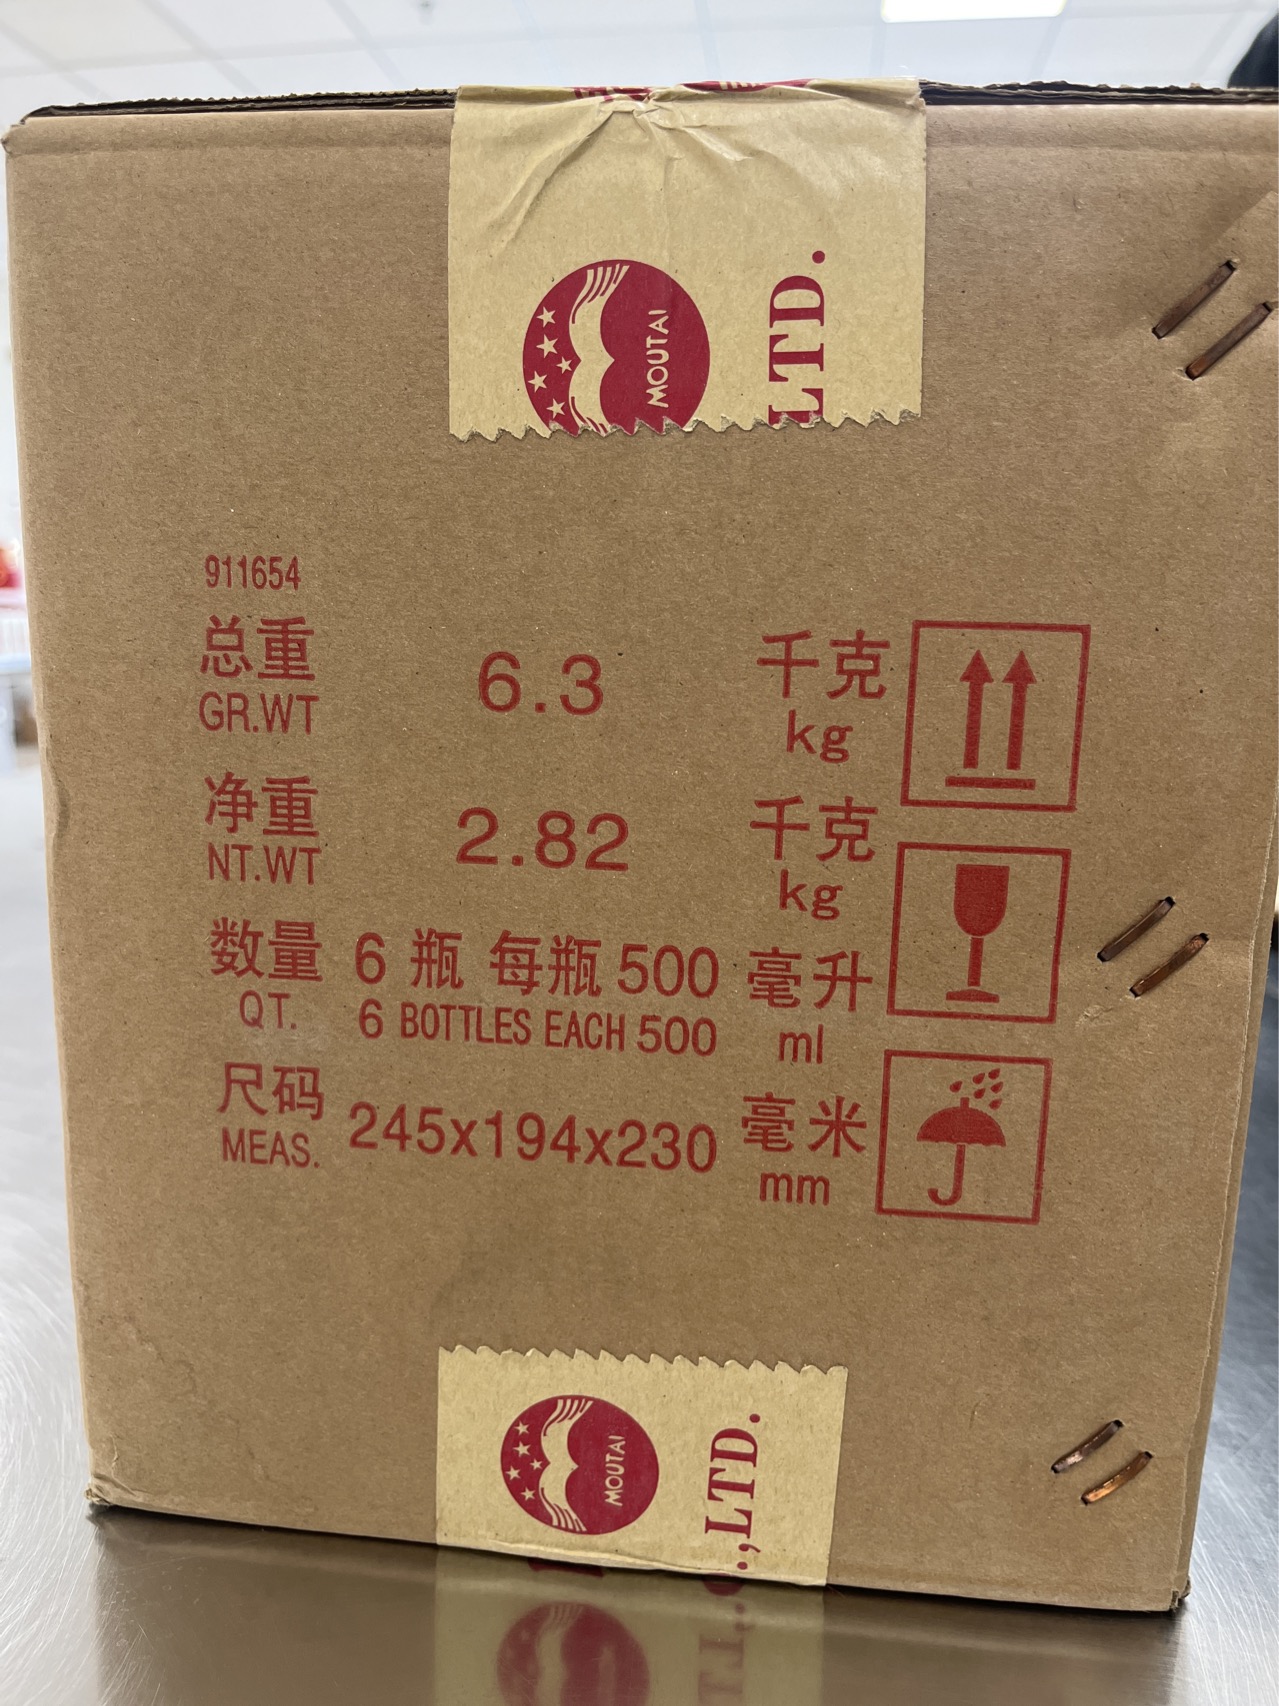 MOUTAI
LTD.
911654
总重 6.3 千克
GR.WT kg
净重 2.82 千克
NT.WT kg
数量 6 瓶 每瓶 500 毫升
QT. 6 BOTTLES EACH 500 ml
尺码 245x194x230 毫米
MEAS. mm
MOUTAI
.,LTD.